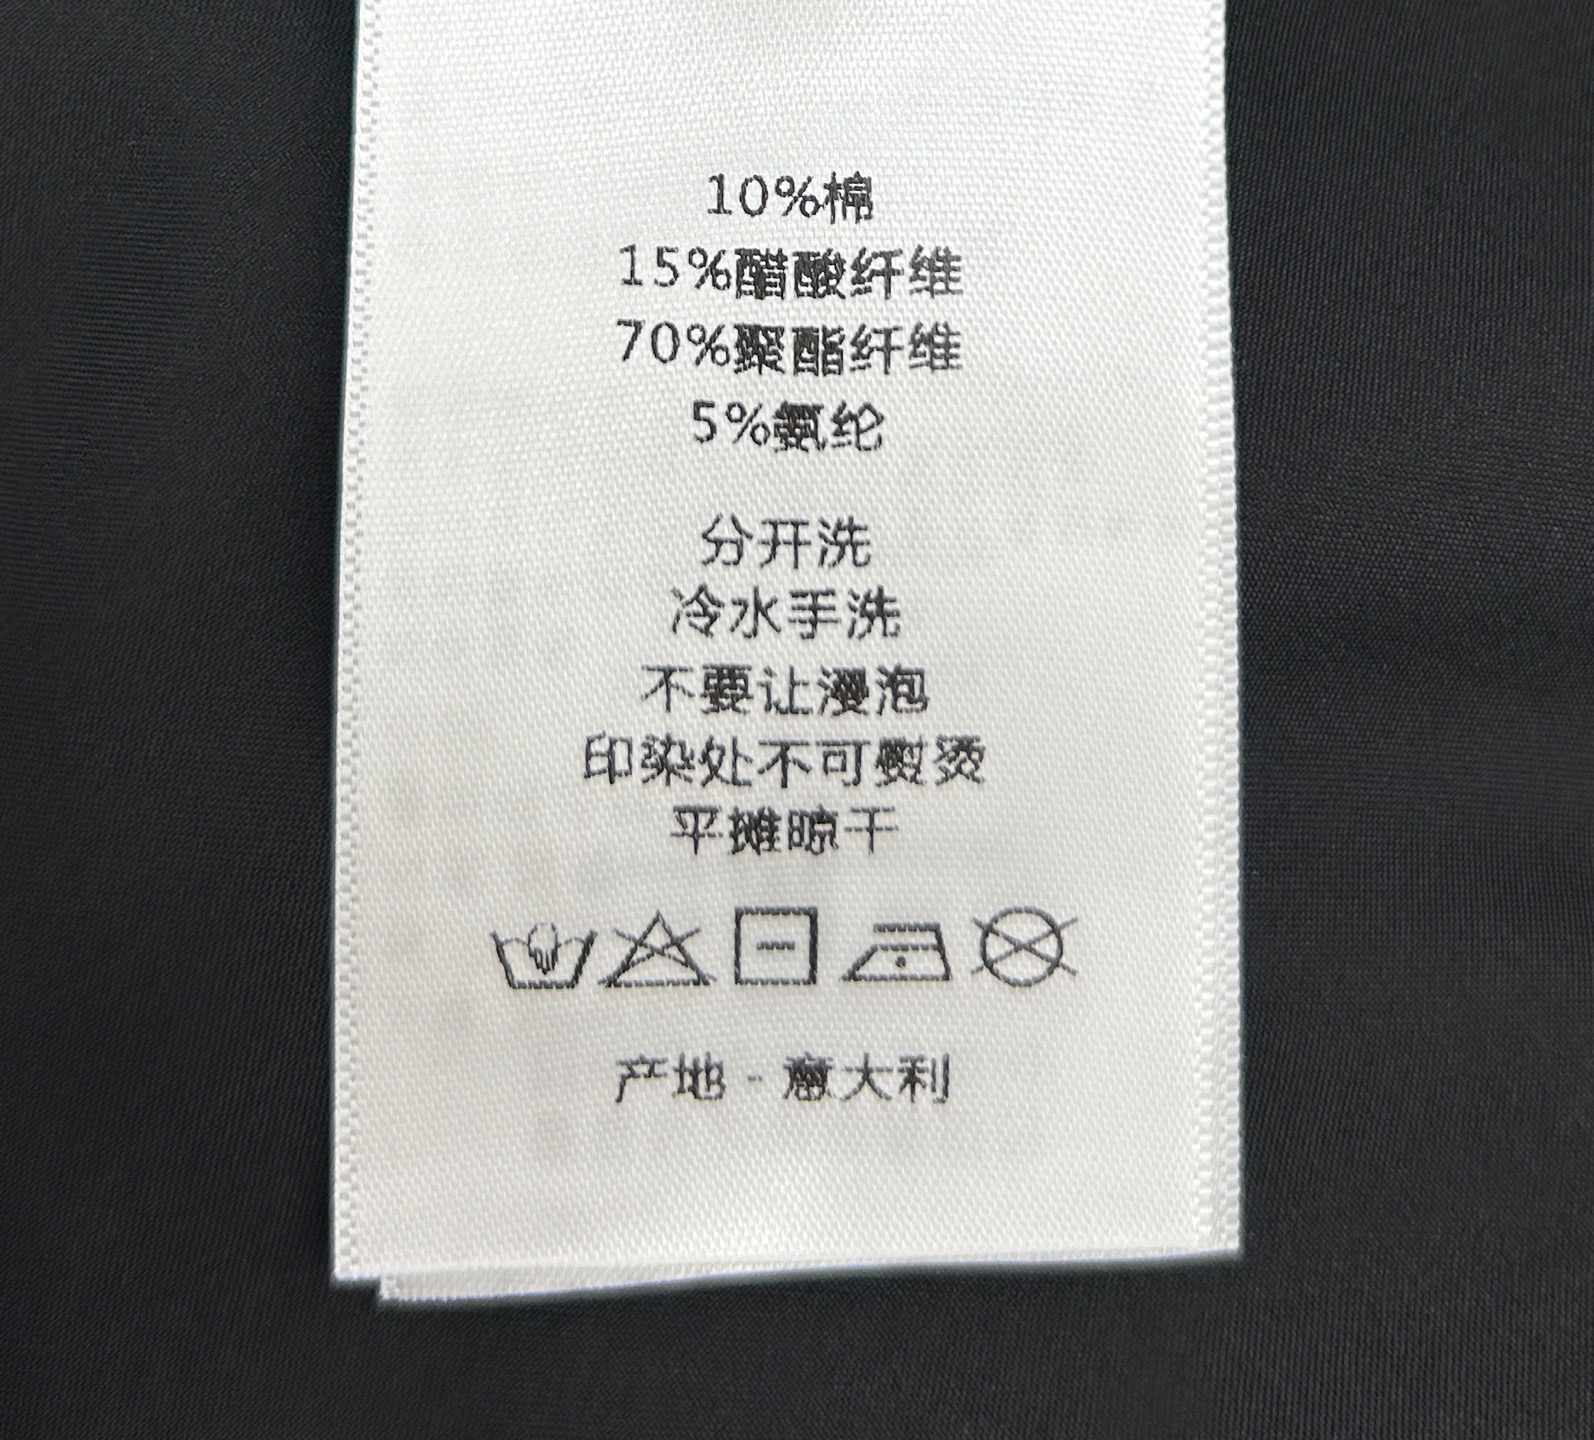 10%棉
15%醋酸纤维
70%聚酯纤维
5%氨纶
分开洗
冷水手洗
不要让浸泡
印染处不可熨烫
平摊晾干
产地 - 意大利